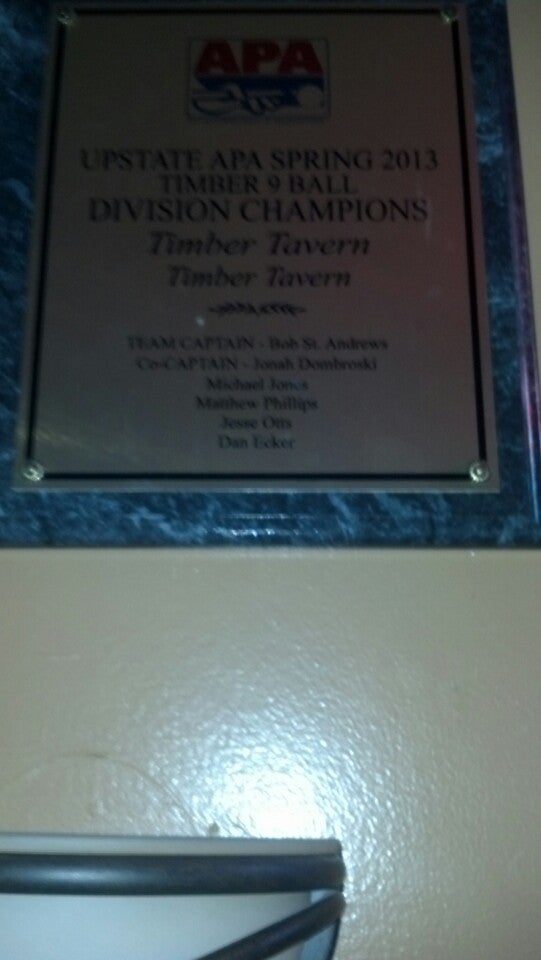 APA
UPSTATE APA SPRING 2013
TIMBER 9 BALL
DIVISION CHAMPIONS
Timber Tavern
Timber Tavern
TEAM CAPTAIN - Bob St. Andrews
Co-CAPTAIN - Jonah Dombroski
Michael Jones
Matthew Phillips
Jesse Otts
Dan Ecker